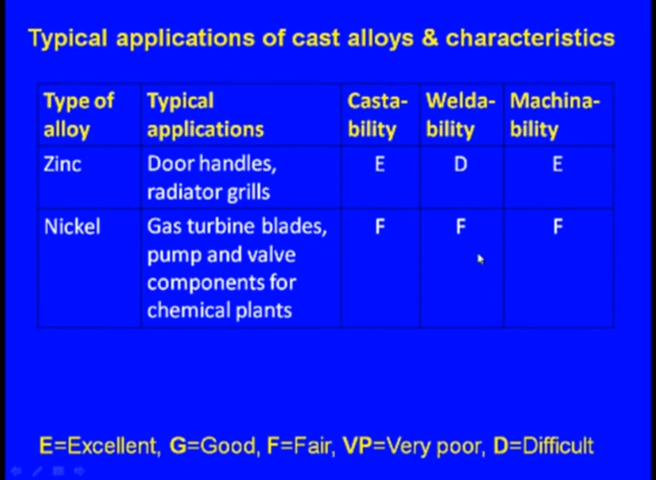 Typical applications of cast alloys & characteristics
Type of alloy Typical applications Casta-bility Welda-bility Machina-bility
Zinc Door handles, radiator grills E D E
Nickel Gas turbine blades, pump and valve components for chemical plants F F F
E=Excellent, G=Good, F=Fair, VP=Very poor, D=Difficult